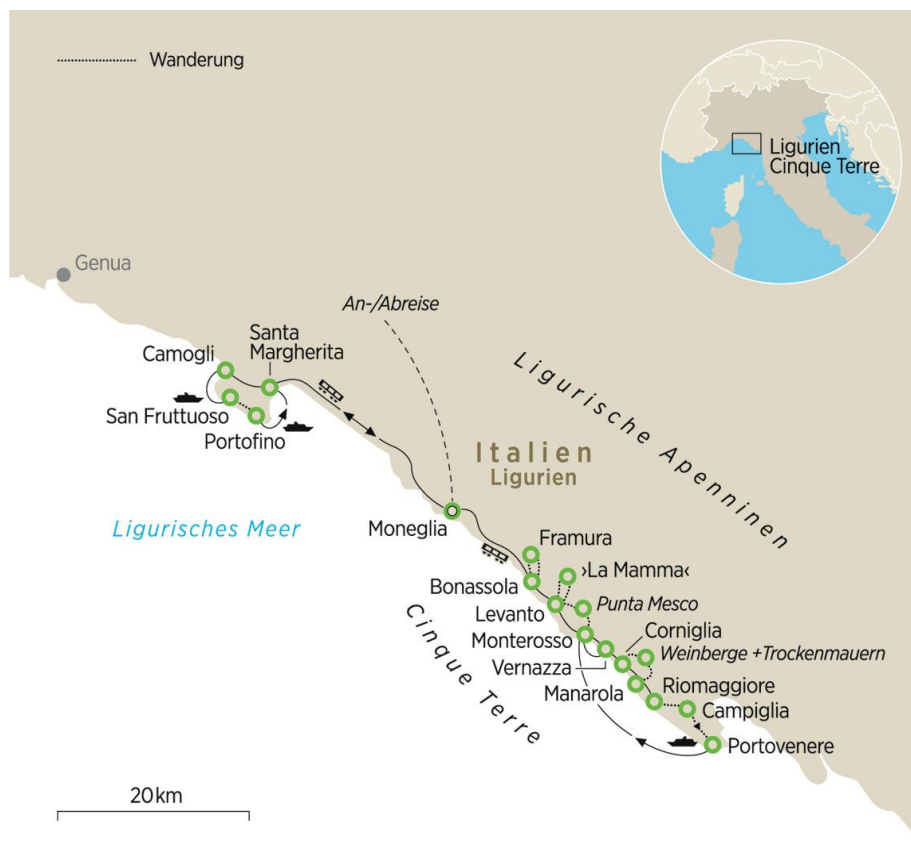 Wanderung
Ligurien
Cinque Terre
Genua
An-/Abreise
Santa
Margherita
Camogli
San Fruttuoso
Portofino
Ligurische Apenninen
Italien
Ligurien
Ligurisches Meer
Moneglia
Framura
›La Mamma‹
Bonassola
Punta Mesco
Levanto
Cinque Terre
Monterosso
Corniglia
Weinberge +Trockenmauern
Vernazza
Manarola
Riomaggiore
Campiglia
Portovenere
20 km